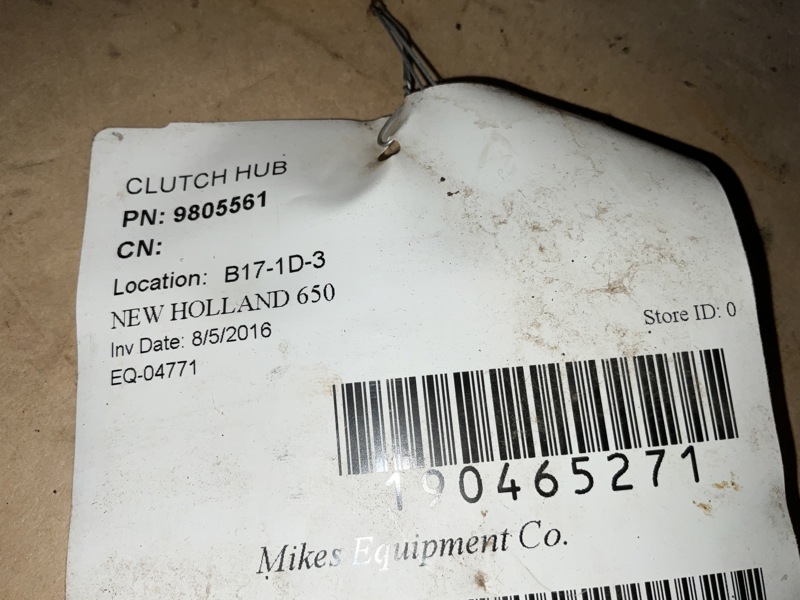 CLUTCH HUB
PN: 9805561
CN:
Location: B17-1D-3
NEW HOLLAND 650
Inv Date: 8/5/2016
EQ-04771
Store ID: 0
190465271
Mikes Equipment Co.